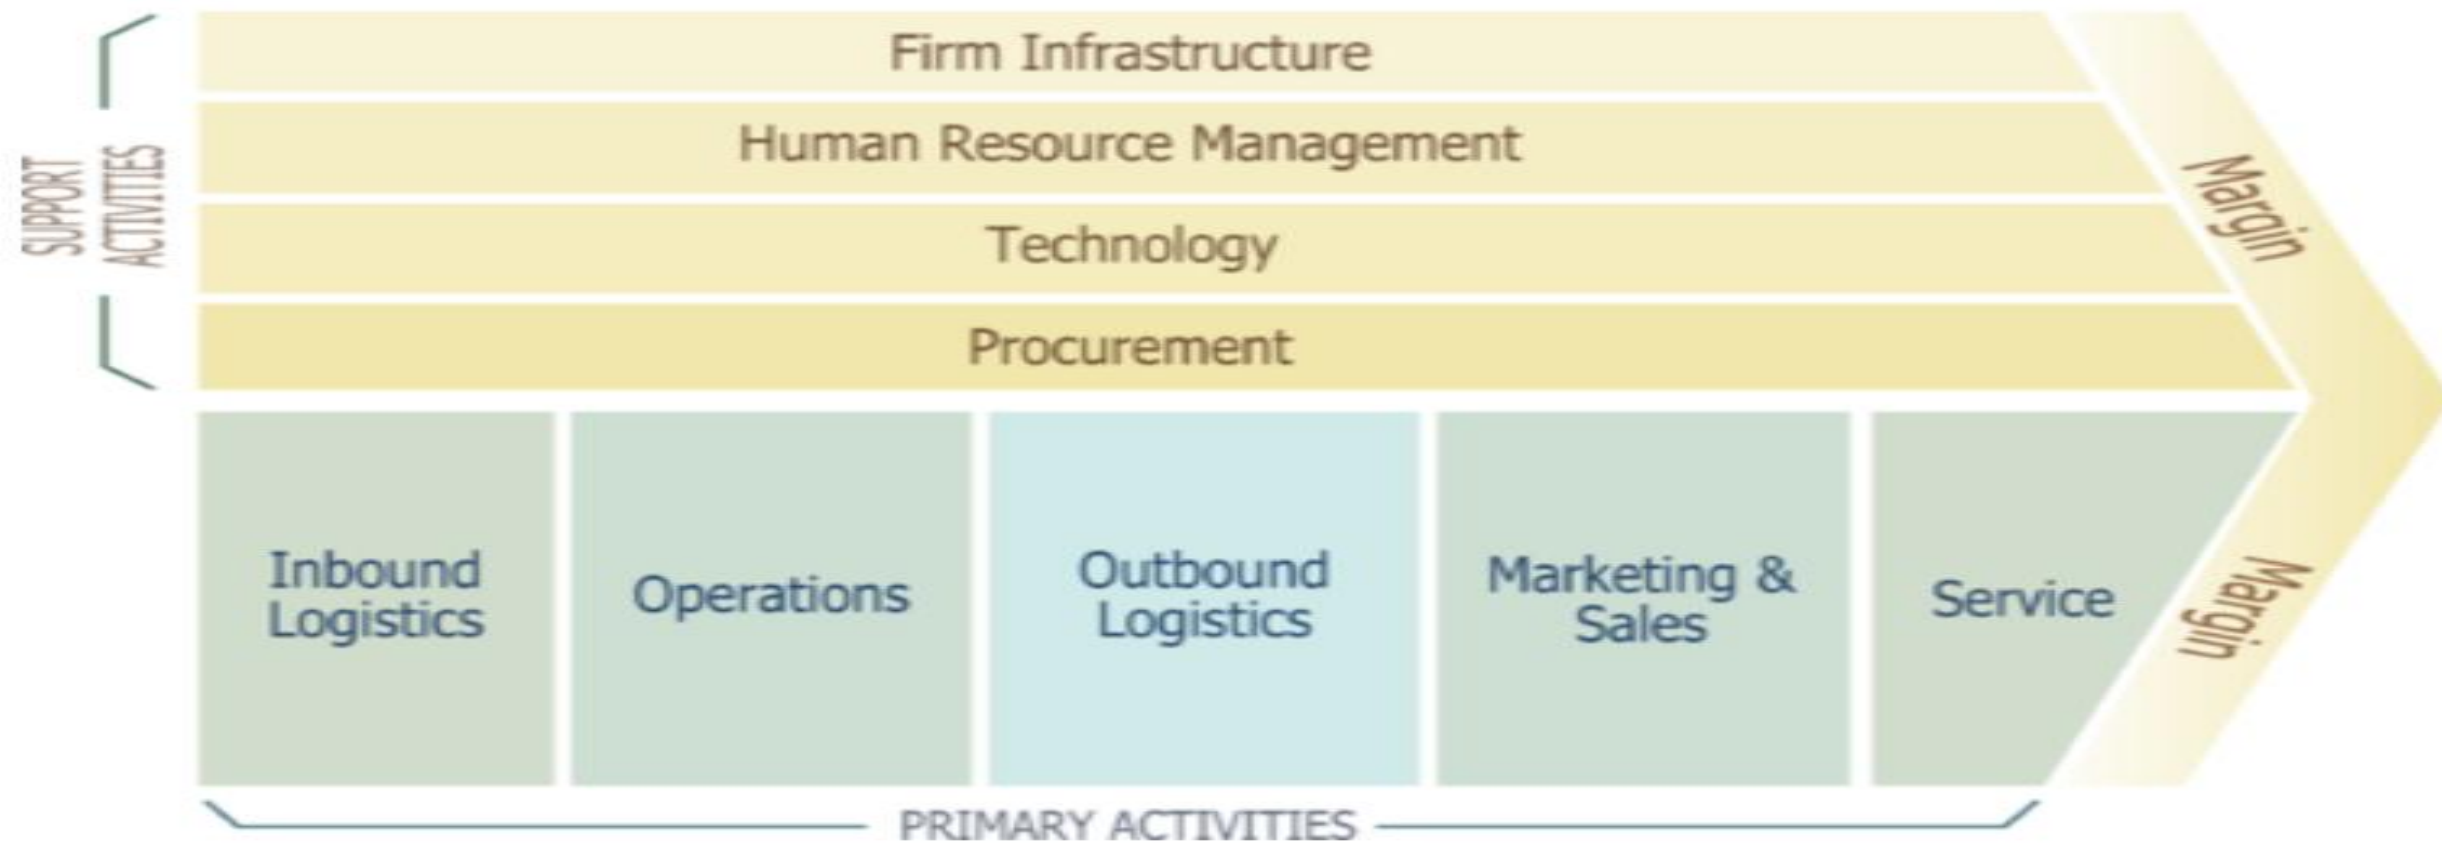 Firm Infrastructure
Human Resource Management
Technology
Procurement
SUPPORT
ACTIVITIES
Margin
Inbound
Logistics
Operations
Outbound
Logistics
Marketing &
Sales
Service
Margin
PRIMARY ACTIVITIES